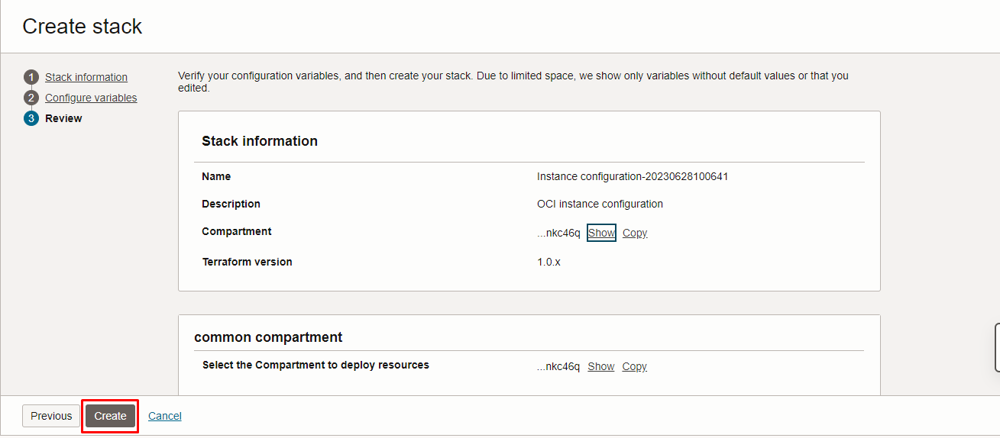 Create stack
1 Stack information
2 Configure variables
3 Review
Verify your configuration variables, and then create your stack. Due to limited space, we show only variables without default values or that you
edited.
Stack information
Name Instance configuration-20230628100641
Description OCI instance configuration
Compartment ...nkc46q Show Copy
Terraform version 1.0.x
common compartment
Select the Compartment to deploy resources ...nkc46q Show Copy
Previous Create Cancel